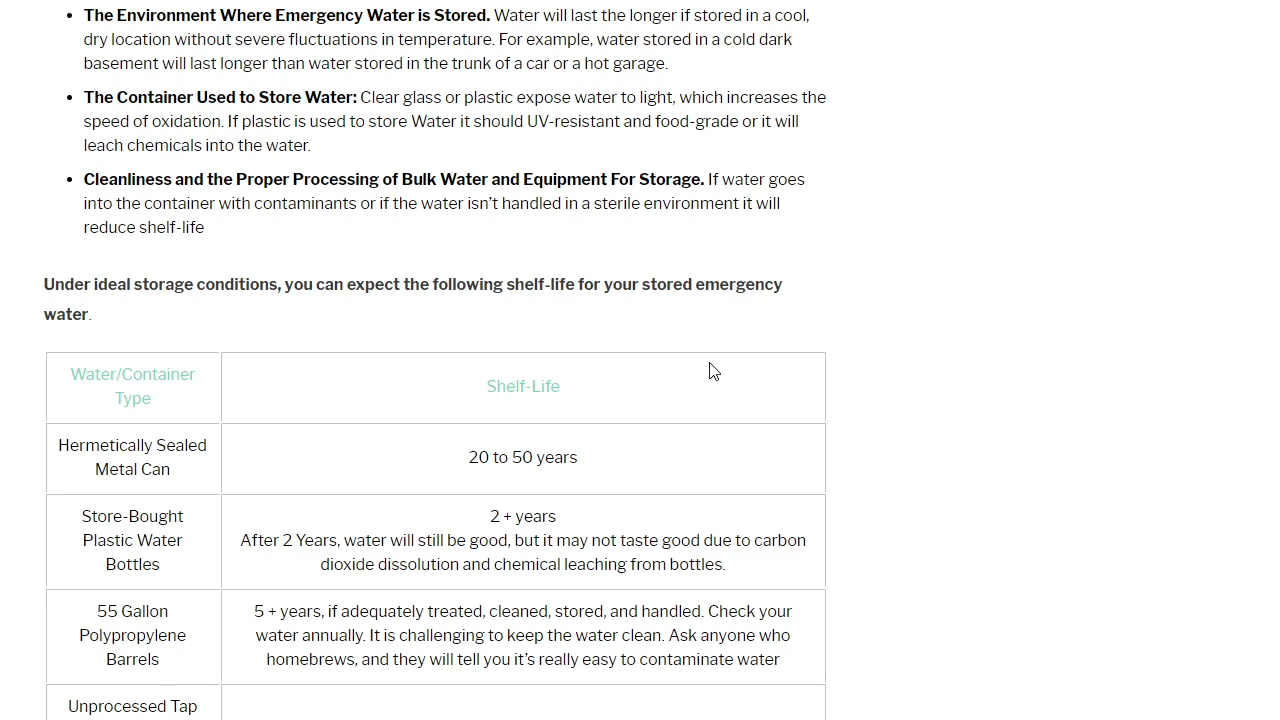 The Environment Where Emergency Water is Stored. Water will last the longer if stored in a cool,
dry location without severe fluctuations in temperature. For example, water stored in a cold dark
basement will last longer than water stored in the trunk of a car or a hot garage.
The Container Used to Store Water: Clear glass or plastic expose water to light, which increases the
speed of oxidation. If plastic is used to store Water it should UV-resistant and food-grade or it will
leach chemicals into the water.
Cleanliness and the Proper Processing of Bulk Water and Equipment For Storage. If water goes
into the container with contaminants or if the water isn’t handled in a sterile environment it will
reduce shelf-life
Under ideal storage conditions, you can expect the following shelf-life for your stored emergency
water.
Water/Container
Type
Shelf-Life
Hermetically Sealed
Metal Can
20 to 50 years
Store-Bought
Plastic Water
Bottles
2 + years
After 2 Years, water will still be good, but it may not taste good due to carbon
dioxide dissolution and chemical leaching from bottles.
55 Gallon
Polypropylene
Barrels
5 + years, if adequately treated, cleaned, stored, and handled. Check your
water annually. It is challenging to keep the water clean. Ask anyone who
homebrews, and they will tell you it’s really easy to contaminate water
Unprocessed Tap